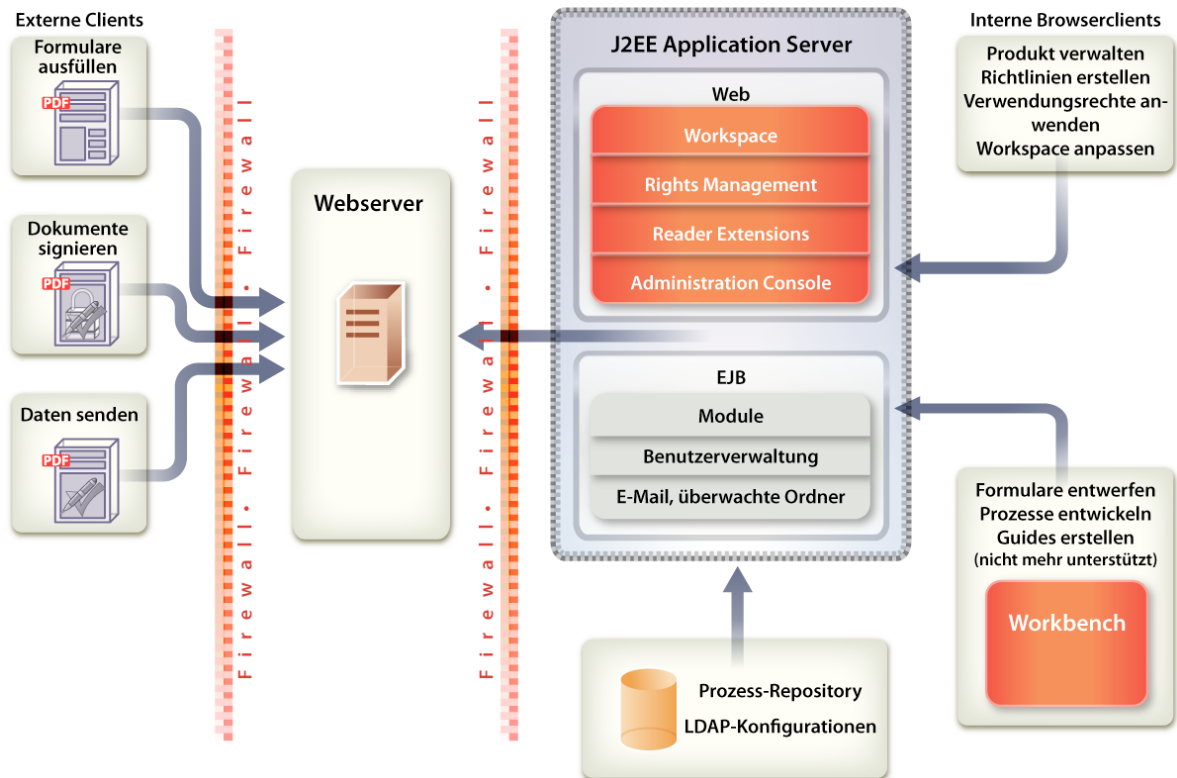 Externe Clients
Formulare
ausfüllen
PDF
Dokumente
signieren
PDF
Daten senden
PDF
Firewall. Firewall. Firewall. Firewall
Webserver
Firewall. Firewall. Firewall. Firewall
J2EE Application Server
Web
Workspace
Rights Management
Reader Extensions
Administration Console
EJB
Module
Benutzerverwaltung
E-Mail, überwachte Ordner
Prozess-Repository
LDAP-Konfigurationen
Interne Browserclients
Produkt verwalten
Richtlinien erstellen
Verwendungsrechte an-
wenden
Workspace anpassen
Formulare entwerfen
Prozesse entwickeln
Guides erstellen
(nicht mehr unterstützt)
Workbench